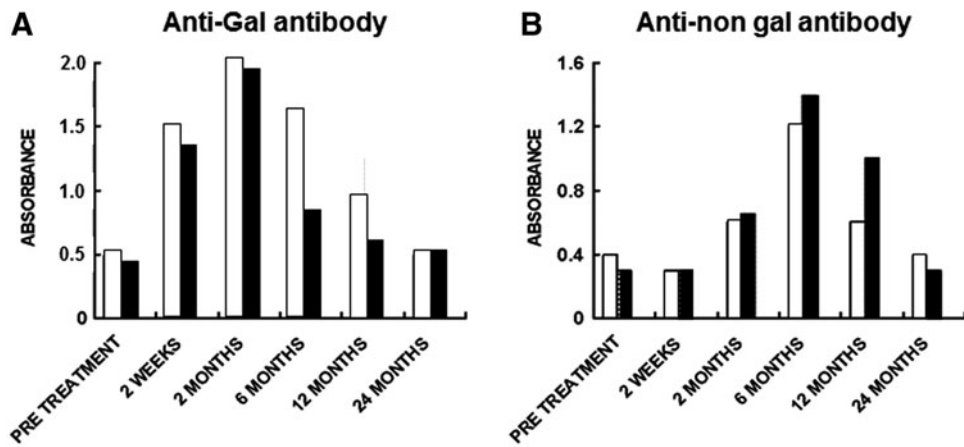 A Anti-Gal antibody
2.0
1.5
1.0
0.5
0
ABSORBANCE
PRE TREATMENT
2 WEEKS
2 MONTHS
6 MONTHS
12 MONTHS
24 MONTHS
B Anti-non gal antibody
1.6
1.2
0.8
0.4
0
ABSORBANCE
PRE TREATMENT
2 WEEKS
2 MONTHS
6 MONTHS
12 MONTHS
24 MONTHS